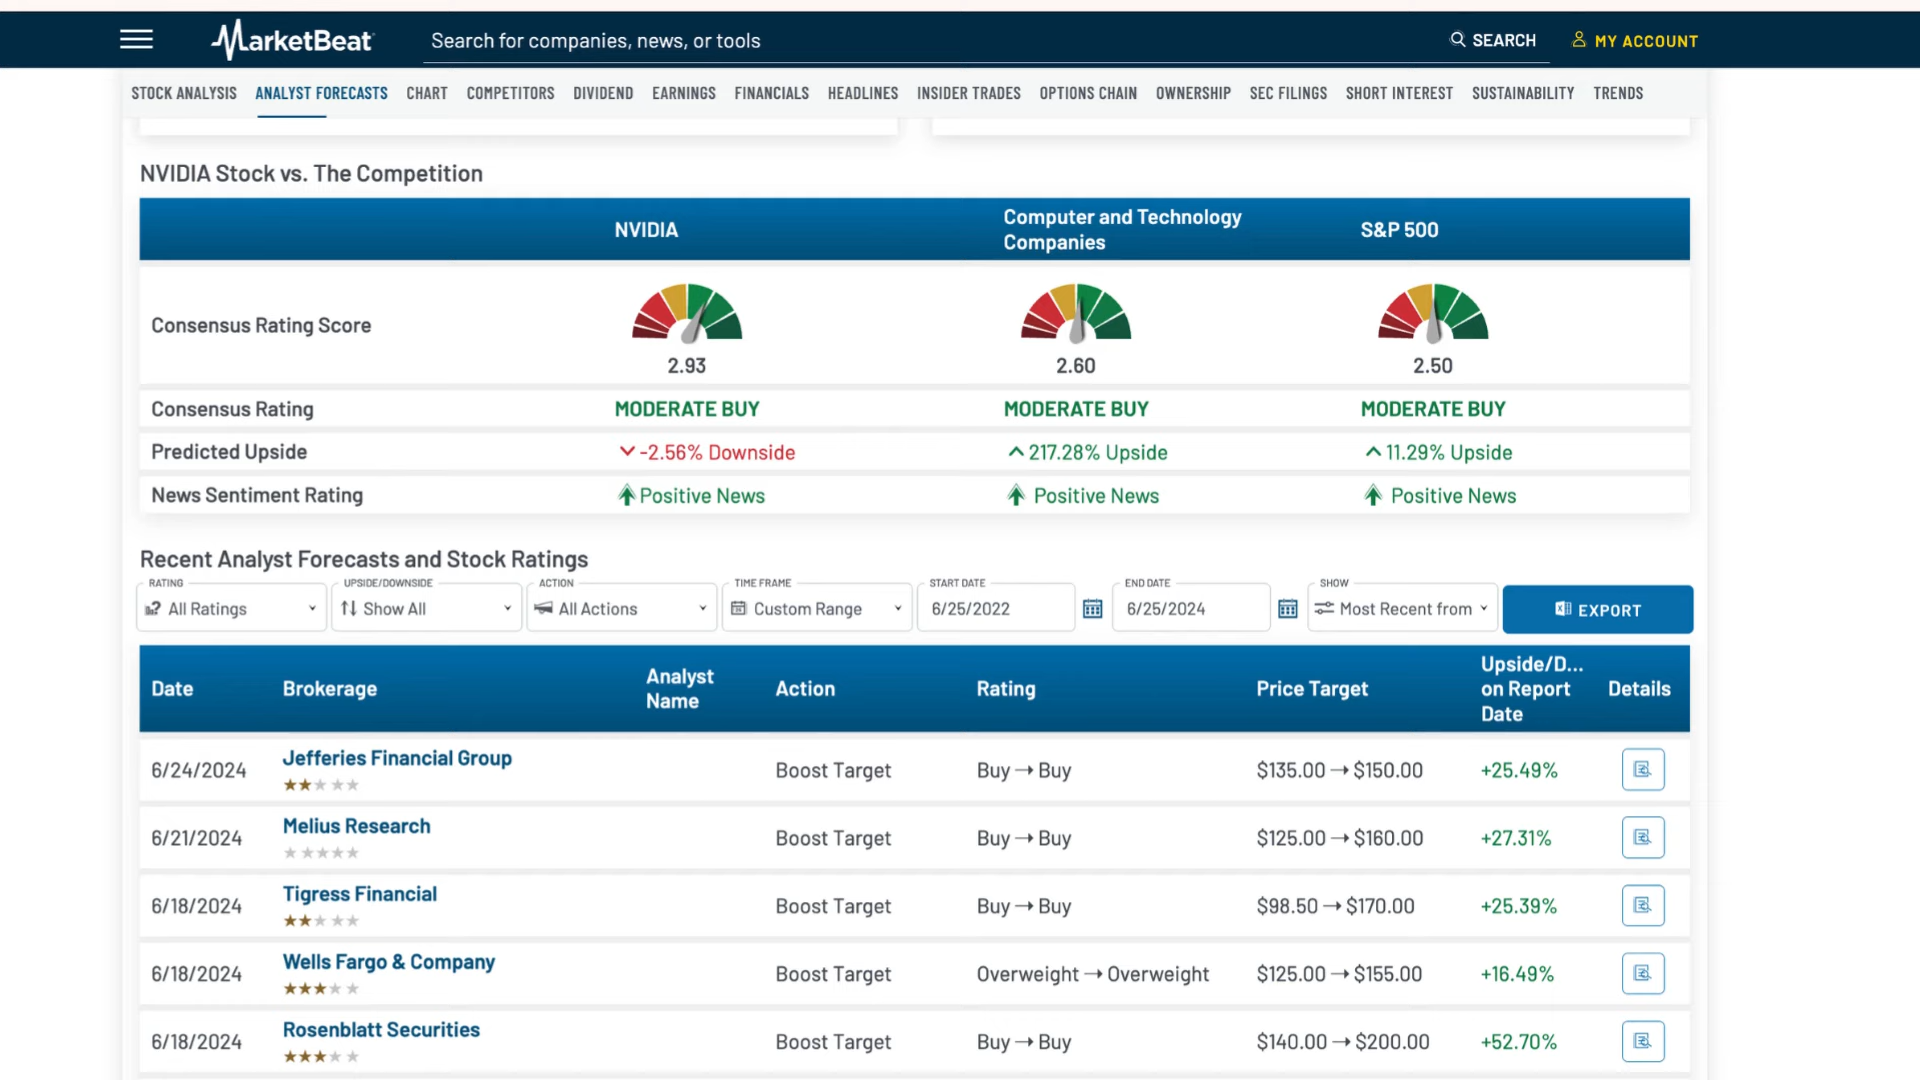 MarketBeat
Search for companies, news, or tools
SEARCH
MY ACCOUNT
STOCK ANALYSIS ANALYST FORECASTS CHART COMPETITORS DIVIDEND EARNINGS FINANCIALS HEADLINES INSIDER TRADES OPTIONS CHAIN OWNERSHIP SEC FILINGS SHORT INTEREST SUSTAINABILITY TRENDS
NVIDIA Stock vs. The Competition
NVIDIA Computer and Technology Companies S&P 500
Consensus Rating Score 2.93 2.60 2.50
Consensus Rating MODERATE BUY MODERATE BUY MODERATE BUY
Predicted Upside -2.56% Downside 217.28% Upside 11.29% Upside
News Sentiment Rating Positive News Positive News Positive News
Recent Analyst Forecasts and Stock Ratings
RATING UPSIDE/DOWNSIDE ACTION TIME FRAME START DATE END DATE SHOW
All Ratings Show All All Actions Custom Range 6/25/2022 6/25/2024 Most Recent from EXPORT
Date Brokerage Analyst Name Action Rating Price Target Upside/D... on Report Date Details
6/24/2024 Jefferies Financial Group Boost Target Buy → Buy $135.00 → $150.00 +25.49%
6/21/2024 Melius Research Boost Target Buy → Buy $125.00 → $160.00 +27.31%
6/18/2024 Tigress Financial Boost Target Buy → Buy $98.50 → $170.00 +25.39%
6/18/2024 Wells Fargo & Company Boost Target Overweight → Overweight $125.00 → $155.00 +16.49%
6/18/2024 Rosenblatt Securities Boost Target Buy → Buy $140.00 → $200.00 +52.70%